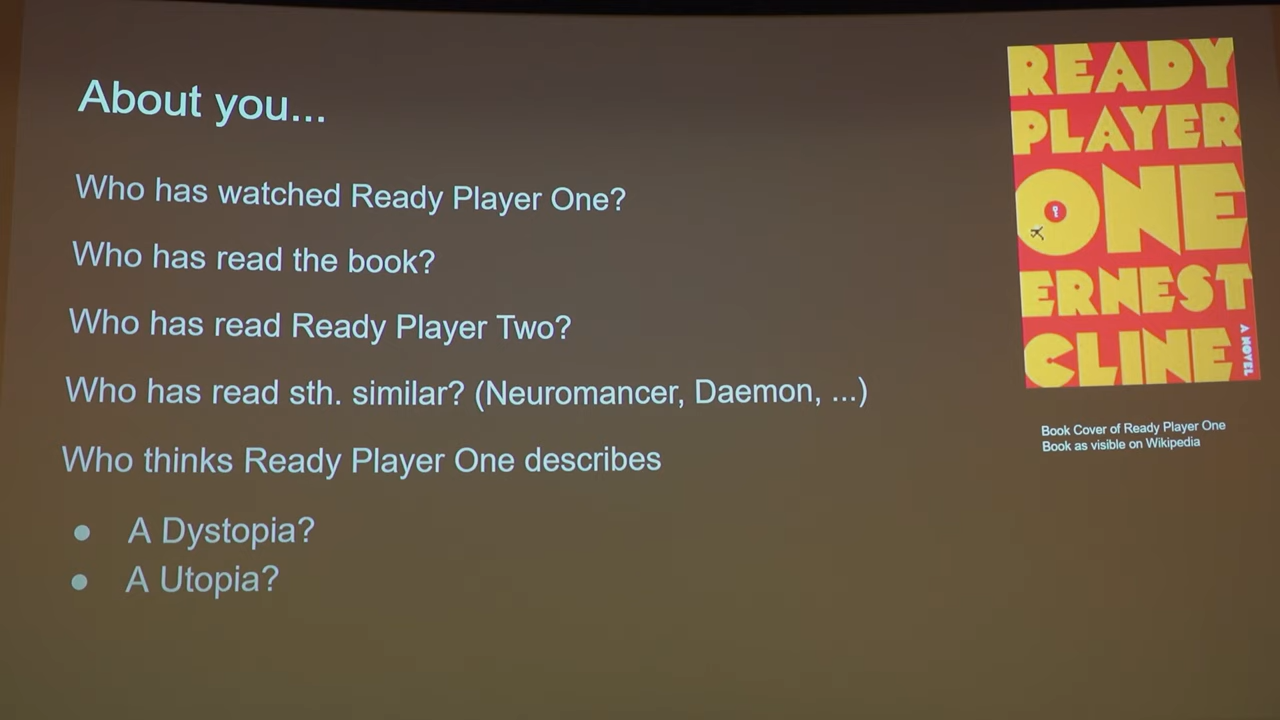 About you...
Who has watched Ready Player One?
Who has read the book?
Who has read Ready Player Two?
Who has read sth. similar? (Neuromancer, Daemon, ...)
Who thinks Ready Player One describes
● A Dystopia?
● A Utopia?
READY
PLAYER
ONE
ERNEST
CLINE
A NOVEL
Book Cover of Ready Player One
Book as visible on Wikipedia